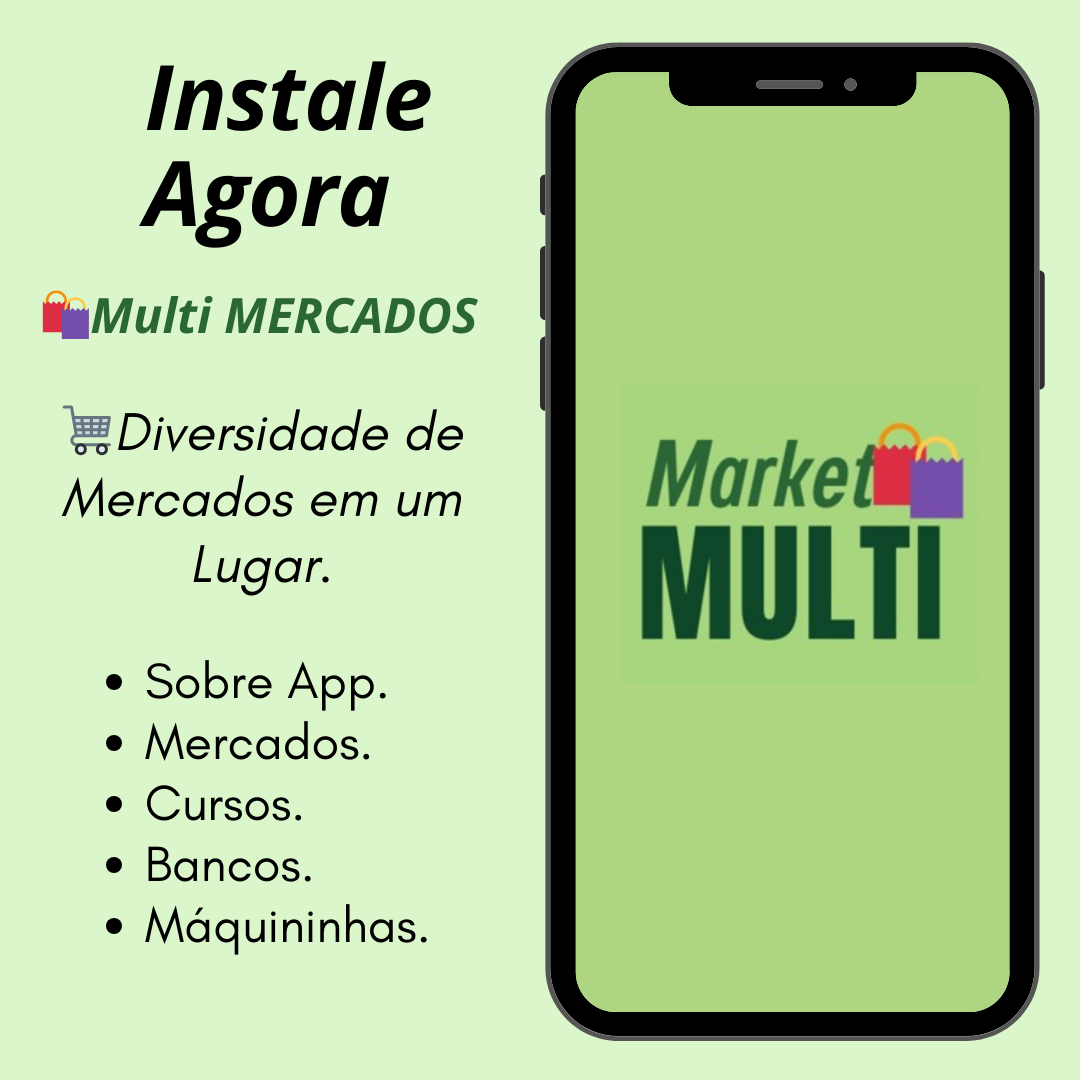 Instale
Agora
🛍️Multi MERCADOS
🛒Diversidade de
Mercados em um
Lugar.
• Sobre App.
• Mercados.
• Cursos.
• Bancos.
• Máquininhas.
Market
MULTI